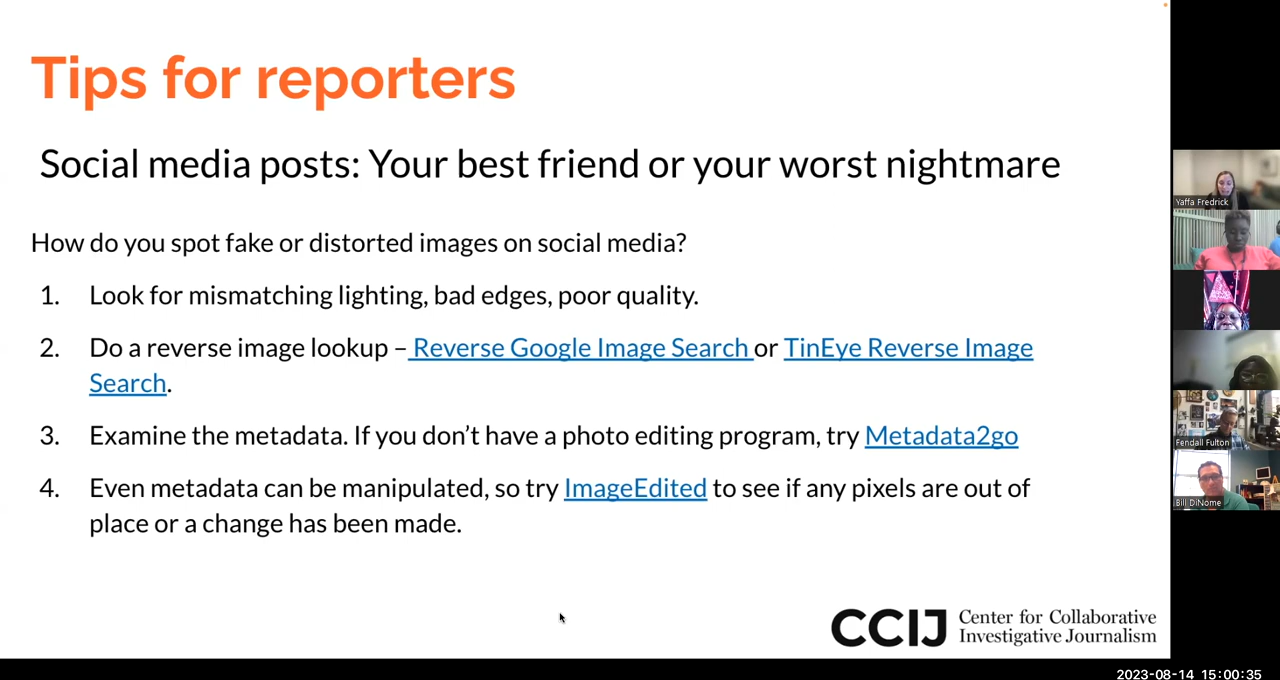 Tips for reporters
Social media posts: Your best friend or your worst nightmare
How do you spot fake or distorted images on social media?
1. Look for mismatching lighting, bad edges, poor quality.
2. Do a reverse image lookup – Reverse Google Image Search or TinEye Reverse Image
Search.
3. Examine the metadata. If you don’t have a photo editing program, try Metadata2go
4. Even metadata can be manipulated, so try ImageEdited to see if any pixels are out of
place or a change has been made.
CCIJ
Center for Collaborative
Investigative Journalism
Yaffa Fredrick
Fendall Fulton
Bill DiNome
2023-08-14 15:00:35